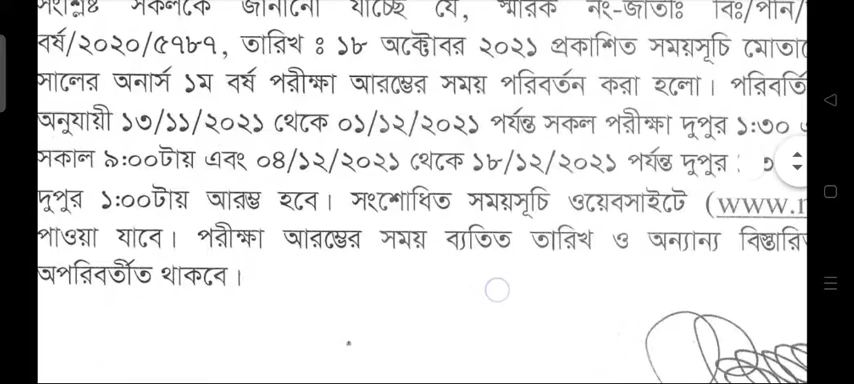 সংশ্লিষ্ট সকলকে জানানো যাচ্ছে যে, স্মারক নং-জাতীঃ বিঃ/পনি/
বর্ষ/২০২০/৫৭৮৭, তারিখ ঃ ১৮ অক্টোবর ২০২১ প্রকাশিত সময়সূচি
সালের অনার্স ১ম বর্ষ পরীক্ষা আরম্ভের সময় পরিবর্তন করা হলো।
অনুযায়ী ১৩/১১/২০২১ থেকে ০১/১২/২০২১ পর্যন্ত সকল পরীক্ষা দুপুর ১:৩০
সকাল ৯:০০টায় এবং ০৪/১২/২০২১ থেকে ১৮/১২/২০২১ পর্যন্ত দুপুর
দুপুর ১:০০টায় আরম্ভ হবে। সংশোধিত সময়সূচি ওয়েবসাইটে (www.
পাওয়া যাবে। পরীক্ষা আরম্ভের সময় ব্যতিত তারিখ ও অন্যান্য
অপরিবর্তীত থাকবে।